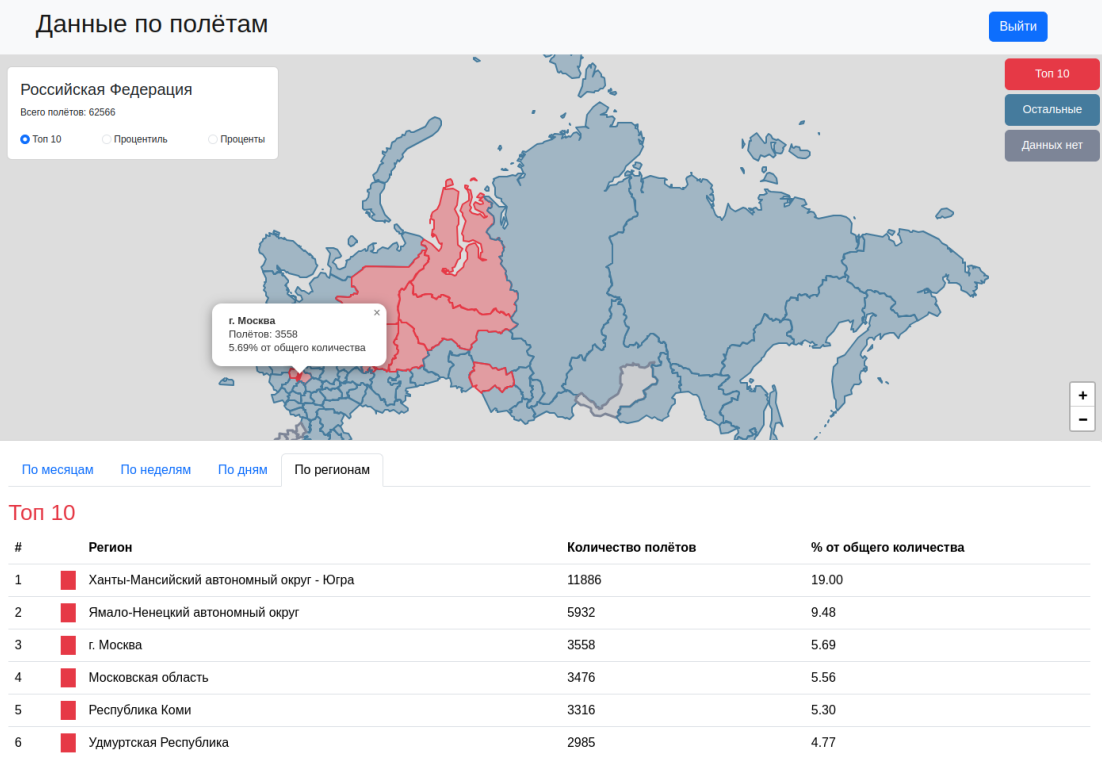 Данные по полётам
Выйти
Российская Федерация
Всего полётов: 62566
Топ 10 Процентиль Проценты
Топ 10
Остальные
Данных нет
×
г. Москва
Полётов: 3558
5.69% от общего количества
+
−
По месяцам По неделям По дням По регионам
Топ 10
# Регион Количество полётов % от общего количества
1 Ханты-Мансийский автономный округ - Югра 11886 19.00
2 Ямало-Ненецкий автономный округ 5932 9.48
3 г. Москва 3558 5.69
4 Московская область 3476 5.56
5 Республика Коми 3316 5.30
6 Удмуртская Республика 2985 4.77